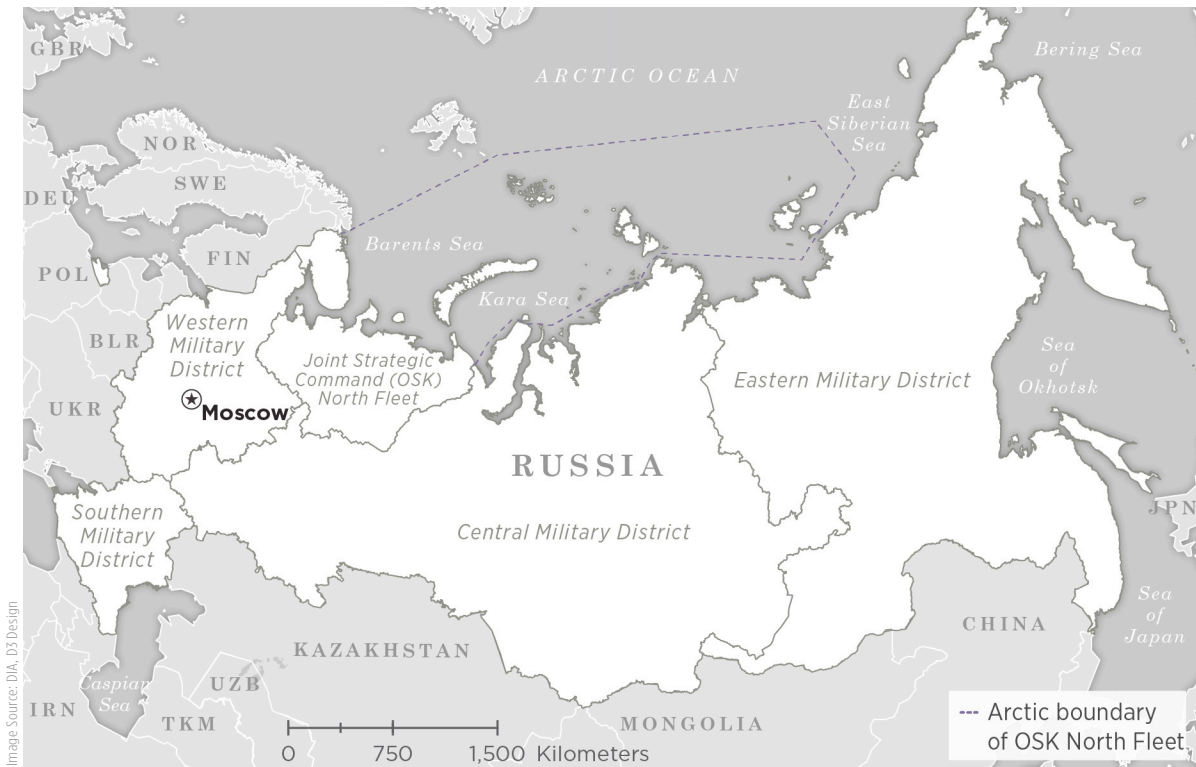 GBR
ARCTIC OCEAN
Bering Sea
East
Siberian
Sea
NOR
SWE
DEU
FIN
Barents Sea
POL
Kara Sea
BLR
Western
Military
District
Joint Strategic
Command (OSK)
North Fleet
Eastern Military District
Sea
of
Okhotsk
UKR
Moscow
RUSSIA
Southern
Military
District
Central Military District
JPN
KAZAKHSTAN
CHINA
Sea
of
Japan
Caspian
Sea
UZB
IRN
TKM
MONGOLIA
0 750 1,500 Kilometers
Arctic boundary
of OSK North Fleet
Image Source: DIA, D3 Design